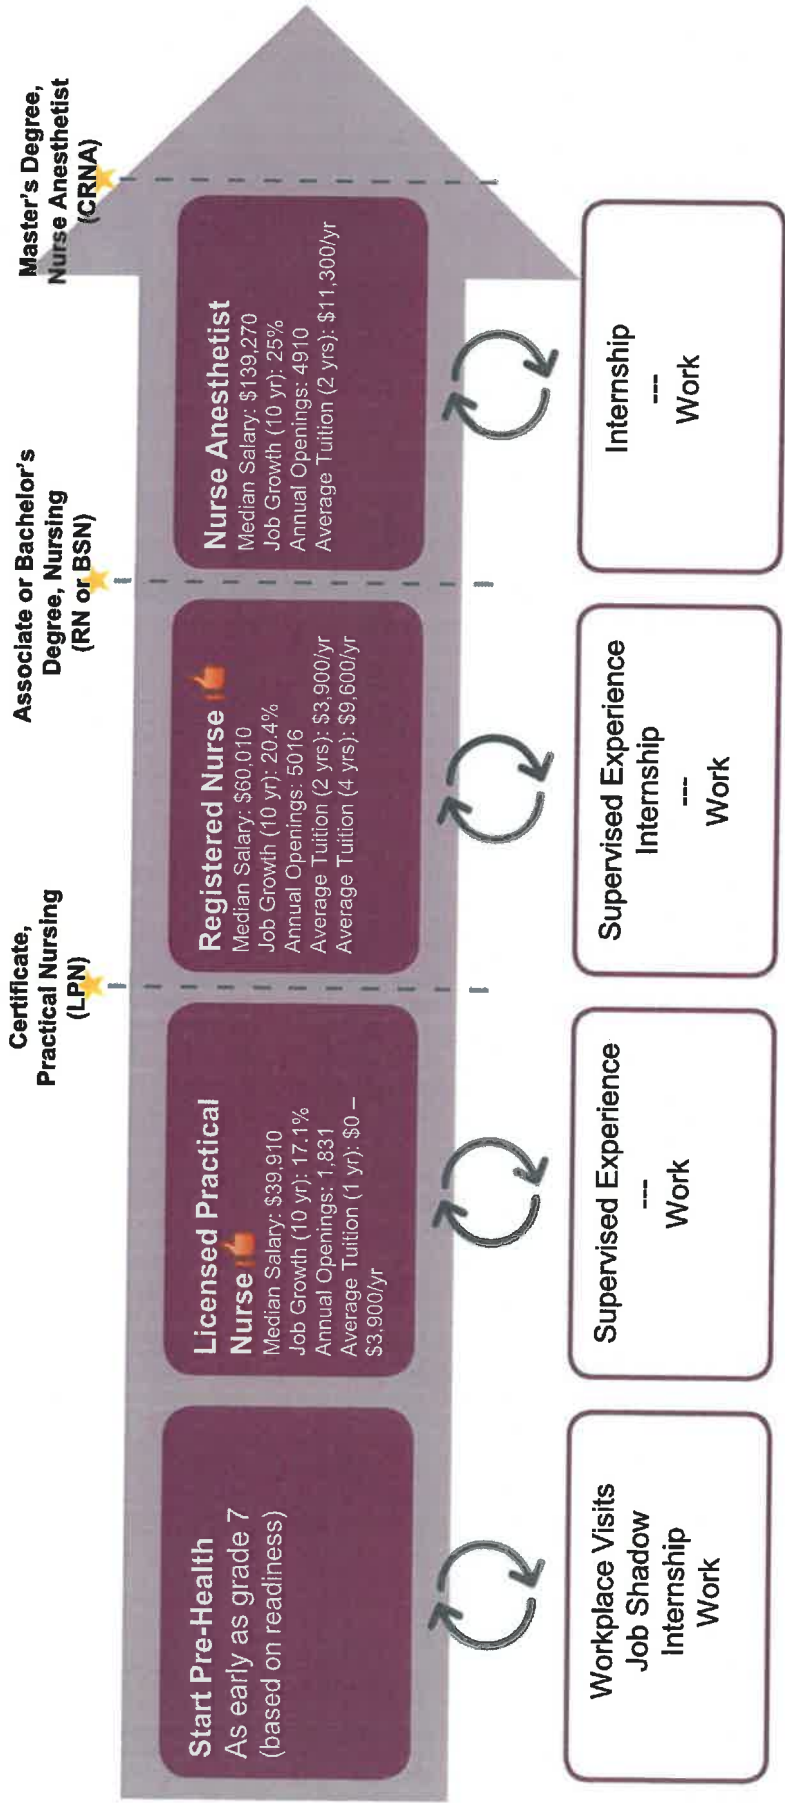 Certificate,
Practical Nursing
(LPN)
Associate or Bachelor's
Degree, Nursing
(RN or BSN)
Master's Degree,
Nurse Anesthetist
(CRNA)
Start Pre-Health
As early as grade 7
(based on readiness)
Licensed Practical
Nurse
Median Salary: $39,910
Job Growth (10 yr): 17.1%
Annual Openings: 1,831
Average Tuition (1 yr): $0 –
$3,900/yr
Registered Nurse
Median Salary: $60,010
Job Growth (10 yr): 20.4%
Annual Openings: 5016
Average Tuition (2 yrs): $3,900/yr
Average Tuition (4 yrs): $9,600/yr
Nurse Anesthetist
Median Salary: $139,270
Job Growth (10 yr): 25%
Annual Openings: 4910
Average Tuition (2 yrs): $11,300/yr
Workplace Visits
Job Shadow
Internship
Work
Supervised Experience
---
Work
Supervised Experience
Internship
---
Work
Internship
---
Work